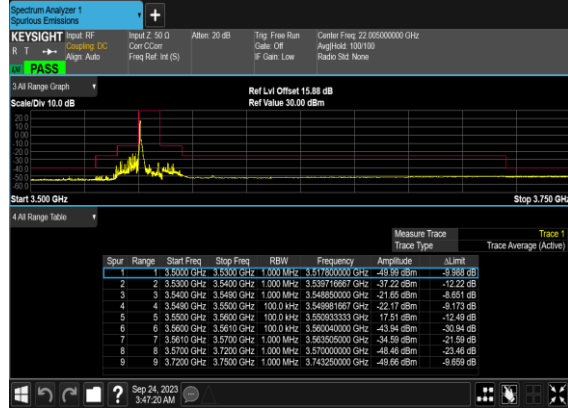 Spectrum Analyzer 1
Spurious Emissions
KEYSIGHT Input: RF Input Z: 50 Ω Atten: 20 dB Trig: Free Run Center Freq: 22.005000000 GHz
R T Coupling: DC Corr CCorr Gate: Off Avg|Hold: 100/100
Align: Auto Freq Ref: Int (S) IF Gain: Low Radio Std: None
PASS
3 All Range Graph Ref Lvl Offset 15.88 dB
Scale/Div 10.0 dB Ref Value 30.00 dBm
20.0
10.0
0.00
-10.0
-20.0
-30.0
-40.0
-50.0
-60.0
Start 3.500 GHz Stop 3.750 GHz
4 All Range Table
Measure Trace Trace 1
Trace Type Trace Average (Active)
Spur Range Start Freq Stop Freq RBW Frequency Amplitude ΔLimit
1 1 3.5000 GHz 3.5300 GHz 1.000 MHz 3.517800000 GHz -49.99 dBm -9.988 dB
2 2 3.5300 GHz 3.5400 GHz 1.000 MHz 3.539716667 GHz -37.22 dBm -12.22 dB
3 3 3.5400 GHz 3.5490 GHz 1.000 MHz 3.548850000 GHz -21.65 dBm -8.651 dB
4 4 3.5490 GHz 3.5500 GHz 100.0 kHz 3.549981667 GHz -22.17 dBm -9.173 dB
5 5 3.5500 GHz 3.5600 GHz 100.0 kHz 3.550933333 GHz 17.51 dBm -12.49 dB
6 6 3.5600 GHz 3.5610 GHz 100.0 kHz 3.560040000 GHz -43.94 dBm -30.94 dB
7 7 3.5610 GHz 3.5700 GHz 1.000 MHz 3.563505000 GHz -34.59 dBm -21.59 dB
8 8 3.5700 GHz 3.7200 GHz 1.000 MHz 3.570000000 GHz -48.46 dBm -23.46 dB
9 9 3.7200 GHz 3.7500 GHz 1.000 MHz 3.743250000 GHz -49.66 dBm -9.659 dB
Sep 24, 2023
3:47:20 AM